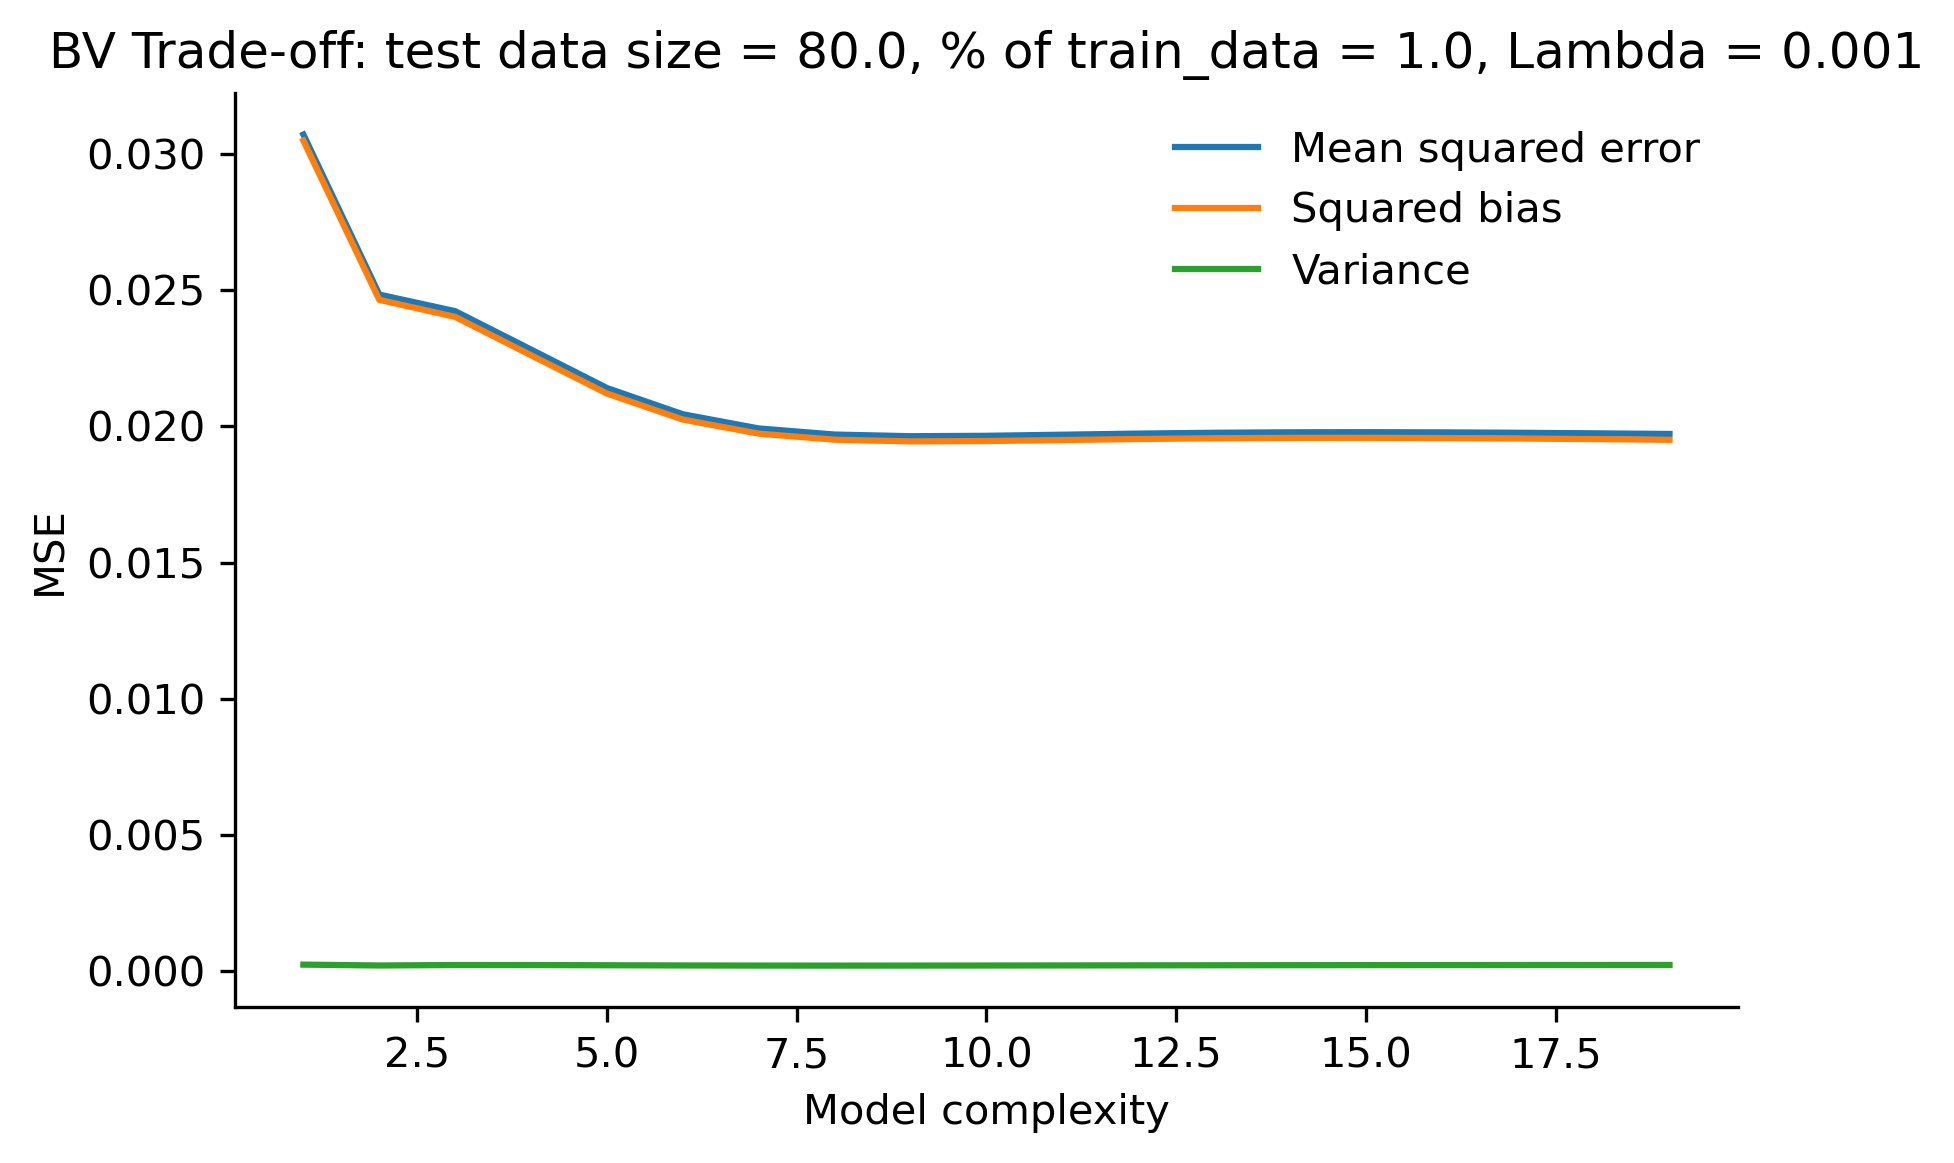 BV Trade-off: test data size = 80.0, % of train_data = 1.0, Lambda = 0.001
Mean squared error
Squared bias
Variance
0.030
0.025
0.020
0.015
0.010
0.005
0.000
MSE
2.5 5.0 7.5 10.0 12.5 15.0 17.5
Model complexity